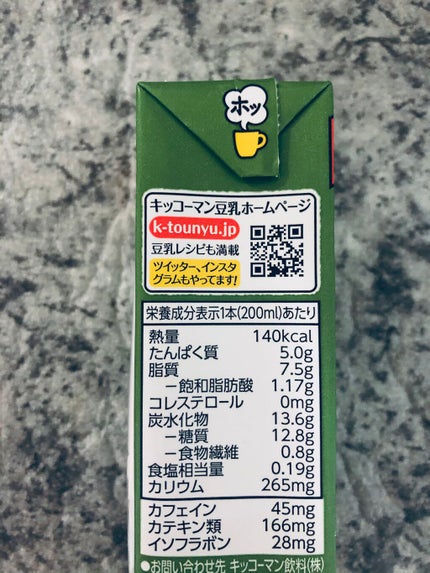 ホッ
キッコーマン豆乳ホームページ
k-tounyu.jp
豆乳レシピも満載
ツイッター、インスタ
グラムもやってます!
栄養成分表示1本(200ml)あたり
熱量 140kcal
たんぱく質 5.0g
脂質 7.5g
－飽和脂肪酸 1.17g
コレステロール 0mg
炭水化物 13.6g
－糖質 12.8g
－食物繊維 0.8g
食塩相当量 0.19g
カリウム 265mg
カフェイン 45mg
カテキン類 166mg
イソフラボン 28mg
●お問い合わせ先 キッコーマン飲料(株)